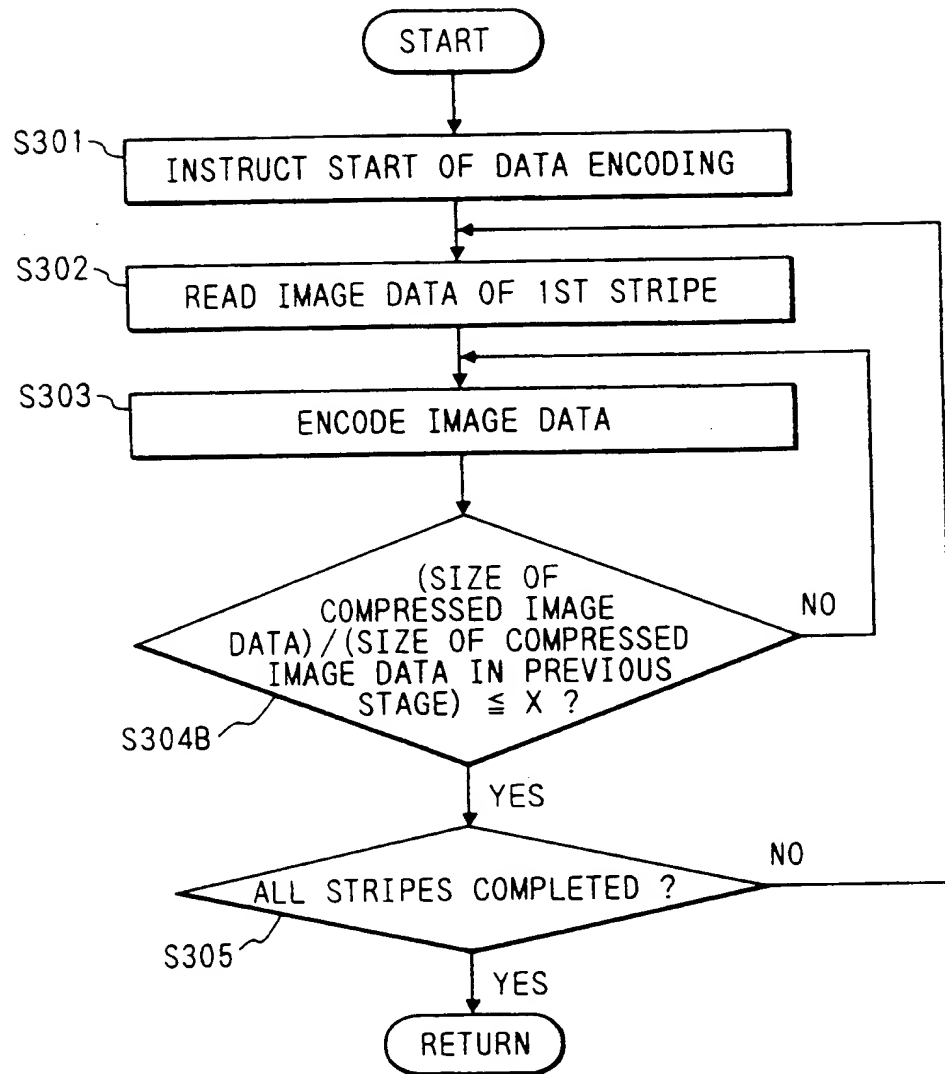 START
S301
INSTRUCT START OF DATA ENCODING
S302
READ IMAGE DATA OF 1ST STRIPE
S303
ENCODE IMAGE DATA
(SIZE OF
COMPRESSED IMAGE
DATA)/(SIZE OF COMPRESSED
IMAGE DATA IN PREVIOUS
STAGE) ≦ X ?
NO
S304B
YES
ALL STRIPES COMPLETED ?
NO
S305
YES
RETURN